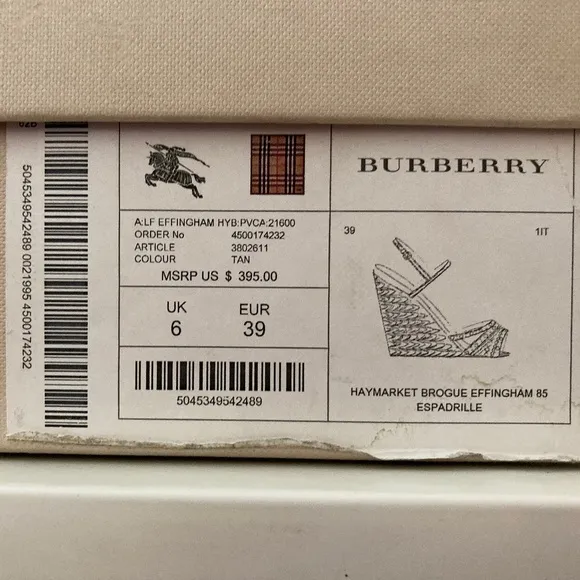 02B
5045349542489 0021995 4500174232
A:LF EFFINGHAM HYB:PVCA:21600
ORDER No 4500174232
ARTICLE 3802611
COLOUR TAN
MSRP US $ 395.00
UK EUR
6 39
5045349542489
BURBERRY
39 1IT
HAYMARKET BROGUE EFFINGHAM 85
ESPADRILLE